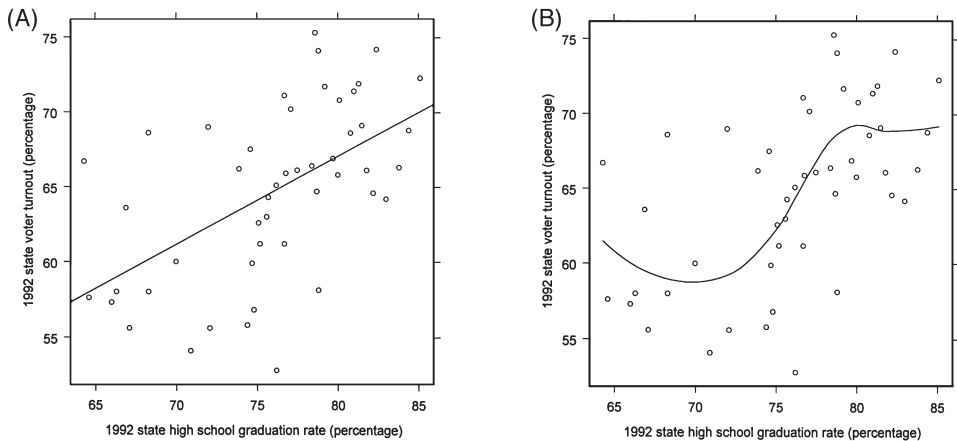 (A)
75
70
65
60
55
1992 state voter turnout (percentage)
65 70 75 80 85
1992 state high school graduation rate (percentage)
(B)
75
70
65
60
55
1992 state voter turnout (percentage)
65 70 75 80 85
1992 state high school graduation rate (percentage)